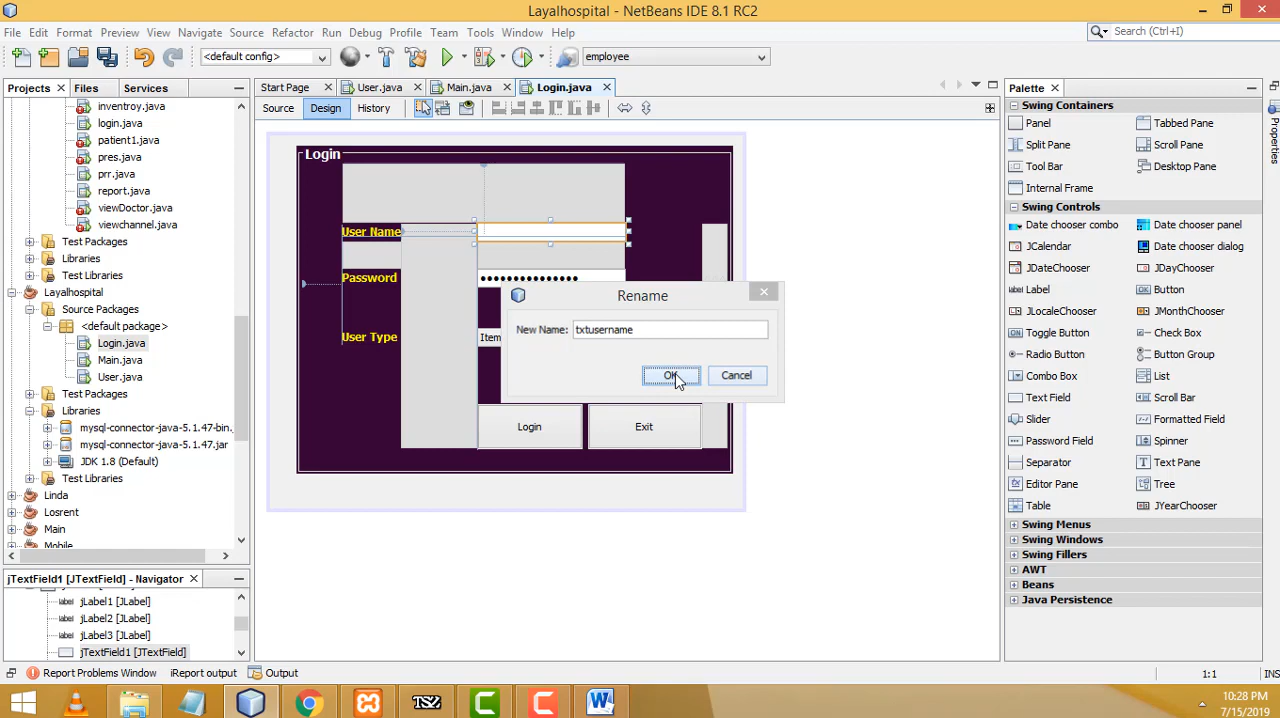 Layalhospital - NetBeans IDE 8.1 RC2
File Edit Format Preview View Navigate Source Refactor Run Debug Profile Team Tools Window Help
Search (Ctrl+I)
<default config>
employee
Projects Files Services
Start Page User.java Main.java Login.java
Source Design History
inventroy.java
login.java
patient1.java
pres.java
prr.java
report.java
viewDoctor.java
viewchannel.java
Test Packages
Libraries
Test Libraries
Layalhospital
Source Packages
<default package>
Login.java
Main.java
User.java
Test Packages
Libraries
mysql-connector-java-5.1.47-bin.
mysql-connector-java-5.1.47.jar
JDK 1.8 (Default)
Test Libraries
Linda
Losrent
Main
Mobile
jTextField1 [JTextField] - Navigator
jLabel1 [JLabel]
jLabel2 [JLabel]
jLabel3 [JLabel]
jTextField1 [JTextField]
Login
User Name
Password
User Type
Item
Login Exit
Rename
New Name: txtusername
OK Cancel
Palette
Swing Containers
Panel Tabbed Pane
Split Pane Scroll Pane
Tool Bar Desktop Pane
Internal Frame
Swing Controls
Date chooser combo Date chooser panel
JCalendar Date chooser dialog
JDateChooser JDayChooser
Label Button
JLocaleChooser JMonthChooser
Toggle Button Check Box
Radio Button Button Group
Combo Box List
Text Field Scroll Bar
Slider Formatted Field
Password Field Spinner
Separator Text Pane
Editor Pane Tree
Table JYearChooser
Swing Menus
Swing Windows
Swing Fillers
AWT
Beans
Java Persistence
Properties
Report Problems Window iReport output Output
1:1 INS
10:28 PM
7/15/2019